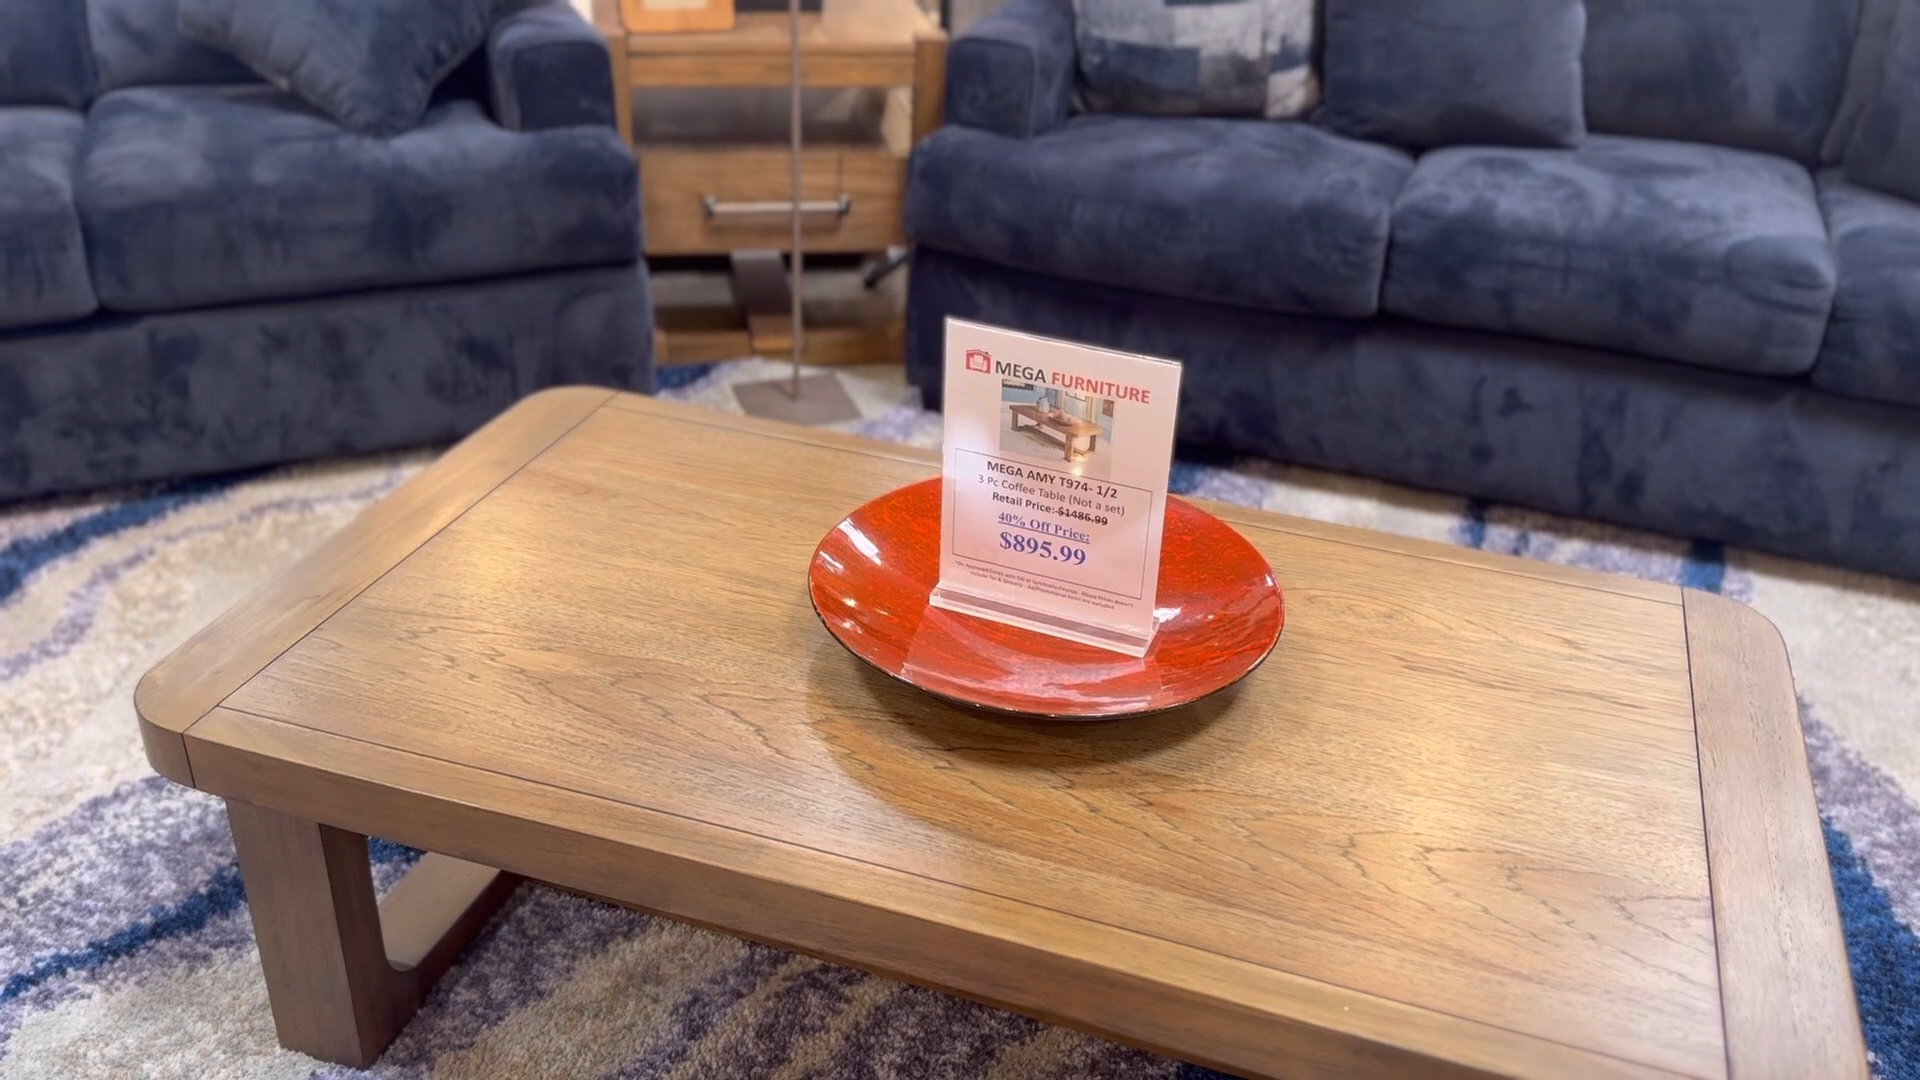 MEGA FURNITURE
MEGA AMY T974- 1/2
3 Pc Coffee Table (Not a set)
Retail Price: $1486.99
40% Off Price:
$895.99